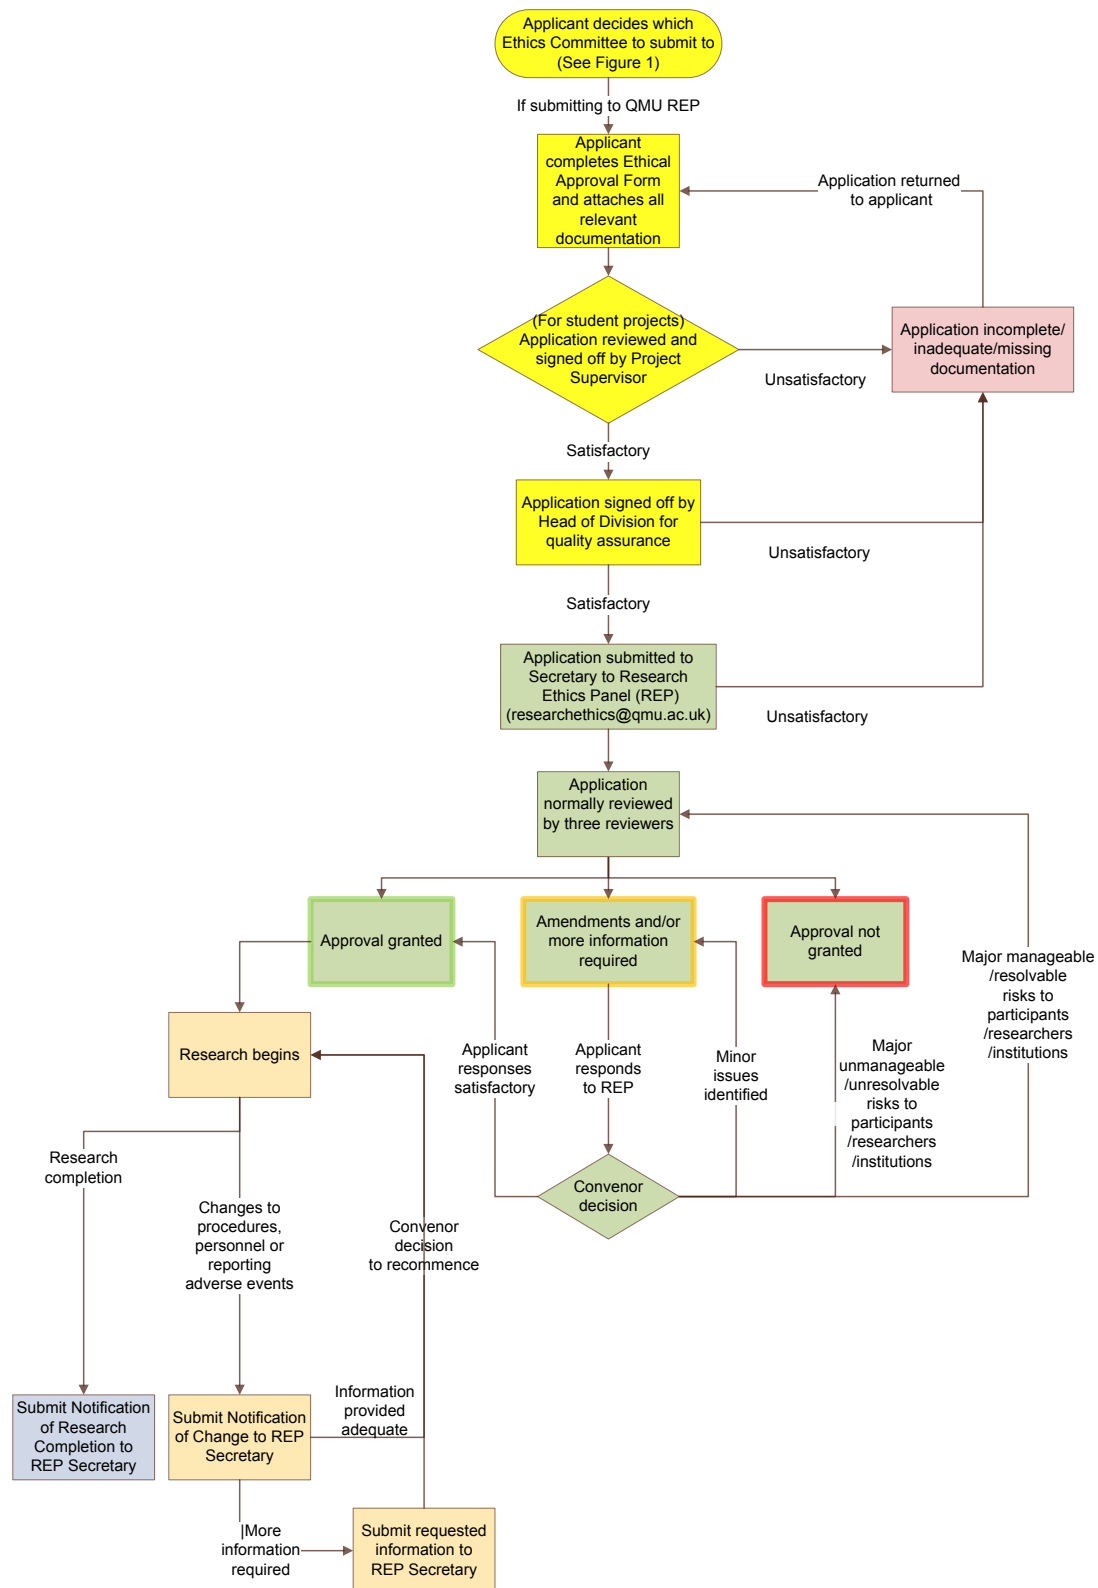 Applicant decides which
Ethics Committee to submit to
(See Figure 1)
If submitting to QMU REP
Applicant
completes Ethical
Approval Form
and attaches all
relevant
documentation
Application returned
to applicant
(For student projects)
Application reviewed and
signed off by Project
Supervisor
Unsatisfactory
Application incomplete/
inadequate/missing
documentation
Satisfactory
Application signed off by
Head of Division for
quality assurance
Unsatisfactory
Satisfactory
Application submitted to
Secretary to Research
Ethics Panel (REP)
(researchethics@qmu.ac.uk)
Unsatisfactory
Application
normally reviewed
by three reviewers
Approval granted
Amendments and/or
more information
required
Approval not
granted
Major manageable
/resolvable
risks to
participants
/researchers
/institutions
Research begins
Applicant
responses
satisfactory
Applicant
responds
to REP
Minor
issues
identified
Major
unmanageable
/unresolvable
risks to
participants
/researchers
/institutions
Convenor
decision
Research
completion
Changes to
procedures,
personnel or
reporting
adverse events
Convenor
decision
to recommence
Submit Notification
of Research
Completion to
REP Secretary
Submit Notification
of Change to REP
Secretary
Information
provided
adequate
|More
information
required
Submit requested
information to
REP Secretary